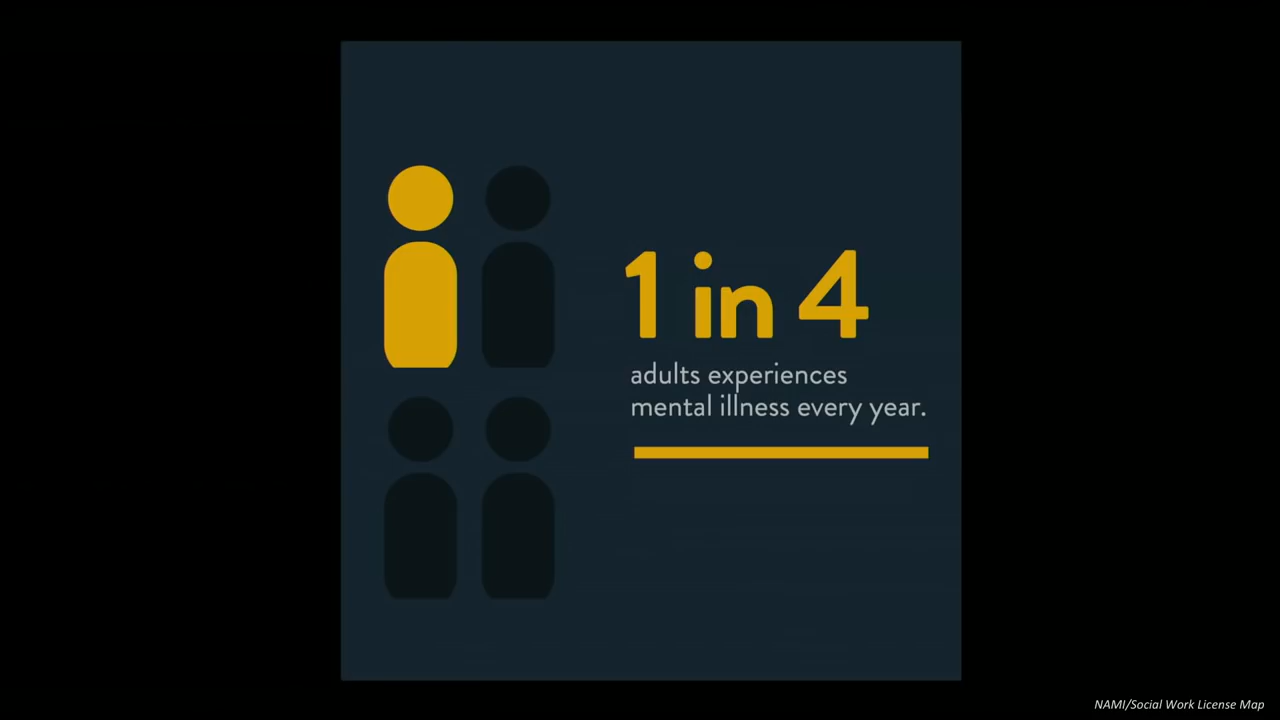 1 in 4
adults experiences
mental illness every year.
NAMI/Social Work License Map